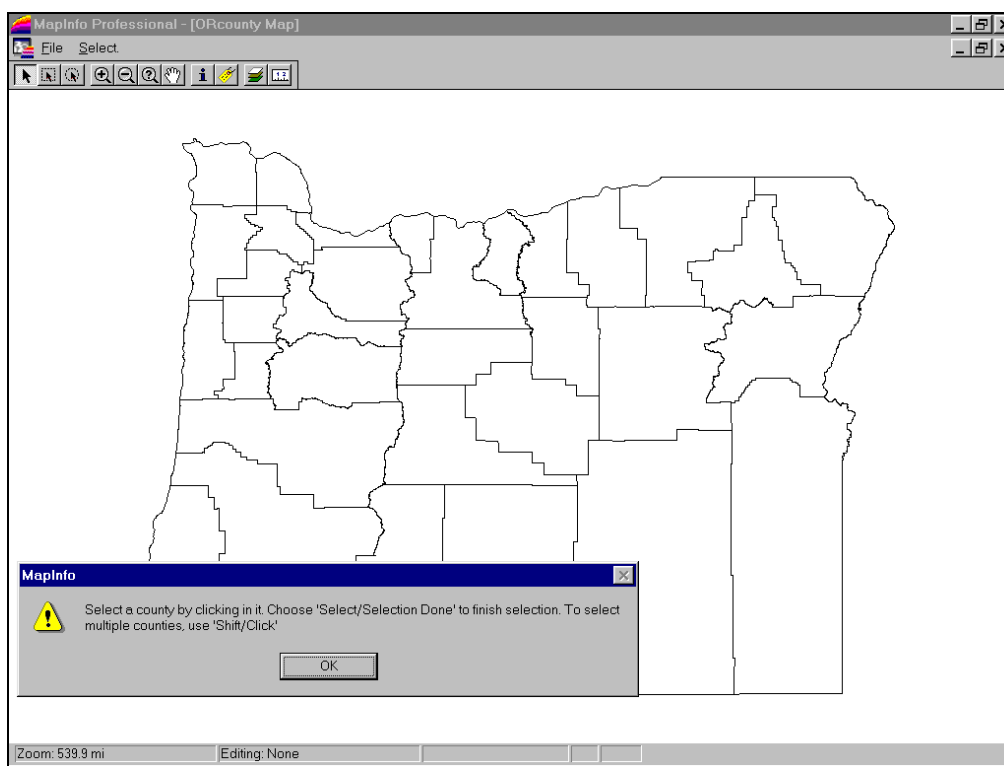 MapInfo Professional - [ORcounty Map]
File Select
MapInfo
Select a county by clicking in it. Choose 'Select/Selection Done' to finish selection. To select
multiple counties, use 'Shift/Click'
OK
Zoom: 539.9 mi Editing: None